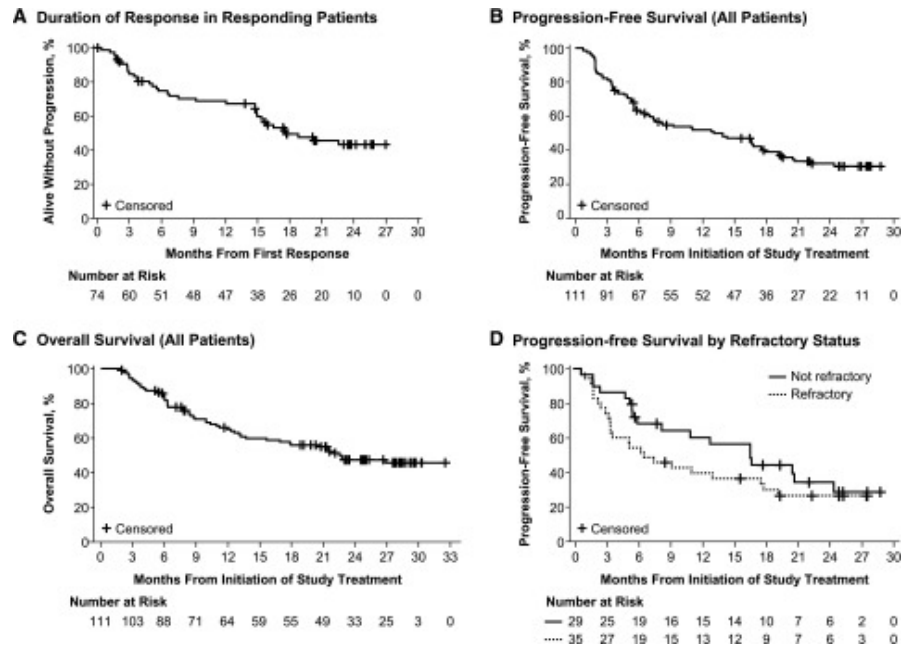 A Duration of Response in Responding Patients
Alive Without Progression, %
100
80
60
40
20
0
+ Censored
0 3 6 9 12 15 18 21 24 27 30
Months From First Response
Number at Risk
74 60 51 48 47 38 26 20 10 0 0
B Progression-Free Survival (All Patients)
Progression-Free Survival, %
100
80
60
40
20
0
+ Censored
0 3 6 9 12 15 18 21 24 27 30
Months From Initiation of Study Treatment
Number at Risk
111 91 67 55 52 47 36 27 22 11 0
C Overall Survival (All Patients)
Overall Survival, %
100
80
60
40
20
0
+ Censored
0 3 6 9 12 15 18 21 24 27 30 33
Months From Initiation of Study Treatment
Number at Risk
111 103 88 71 64 59 55 49 33 25 3 0
D Progression-free Survival by Refractory Status
Progression-Free Survival, %
100
80
60
40
20
0
Not refractory
Refractory
+ Censored
0 3 6 9 12 15 18 21 24 27 30
Months From Initiation of Study Treatment
Number at Risk
29 25 19 16 15 14 10 7 6 2 0
35 27 19 15 13 12 9 7 6 3 0